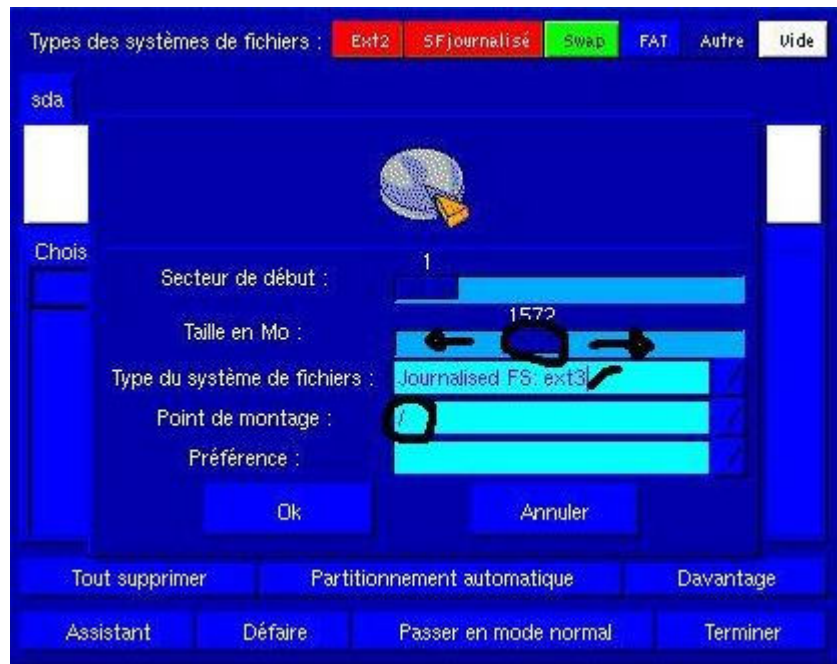 Types des systèmes de fichiers : Ext2 SFjournalisé Swap FAT Autre Vide
sda
Chois
Secteur de début : 1
Taille en Mo : 1572
Type du système de fichiers : Journalised FS: ext3
Point de montage : /
Préférence :
Ok Annuler
Tout supprimer Partitionnement automatique Davantage
Assistant Défaire Passer en mode normal Terminer